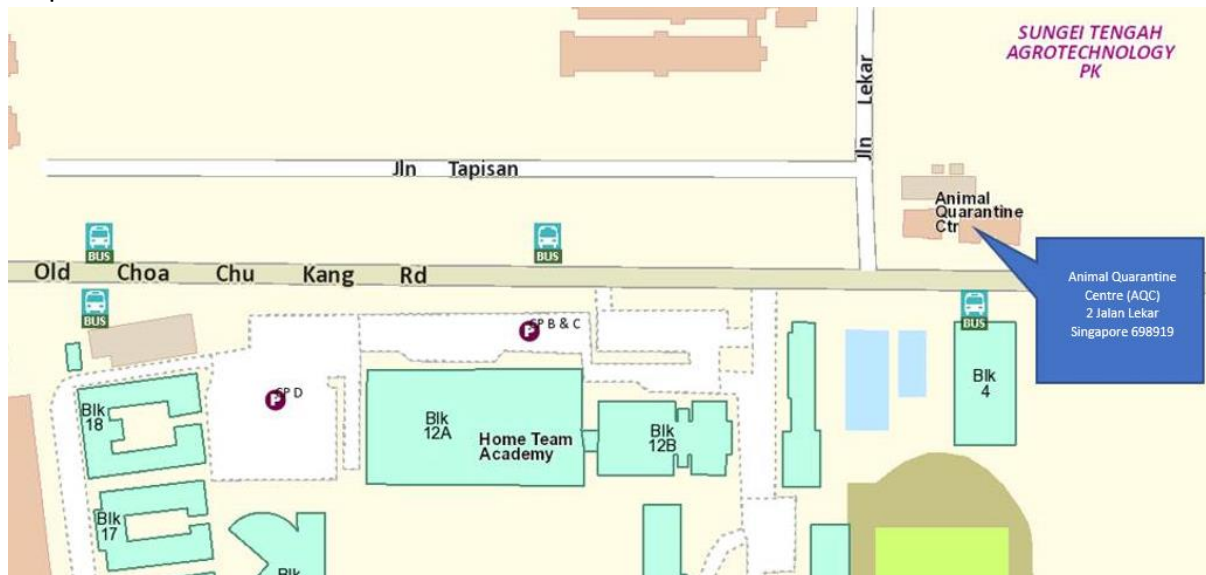 SUNGEI TENGAH
AGROTECHNOLOGY
PK
Jln Lekar
Jln Tapisan
Animal
Quarantine
Ctr
BUS
BUS
Old Choa Chu Kang Rd
Animal Quarantine
Centre (AQC)
2 Jalan Lekar
Singapore 698919
BUS
BUS
P B & C
P D
Blk
18
Blk
12A
Home Team
Academy
Blk
12B
Blk
4
Blk
17
Blk